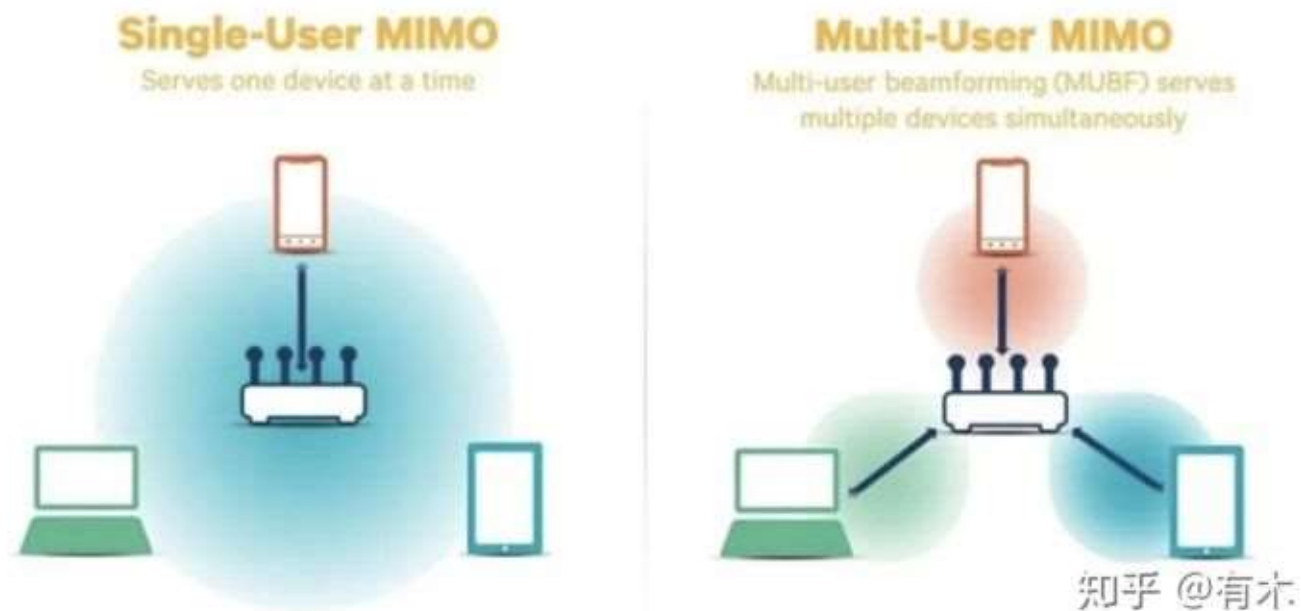 Single-User MIMO
Serves one device at a time
Multi-User MIMO
Multi-user beamforming (MUBF) serves
multiple devices simultaneously
知乎 @有木